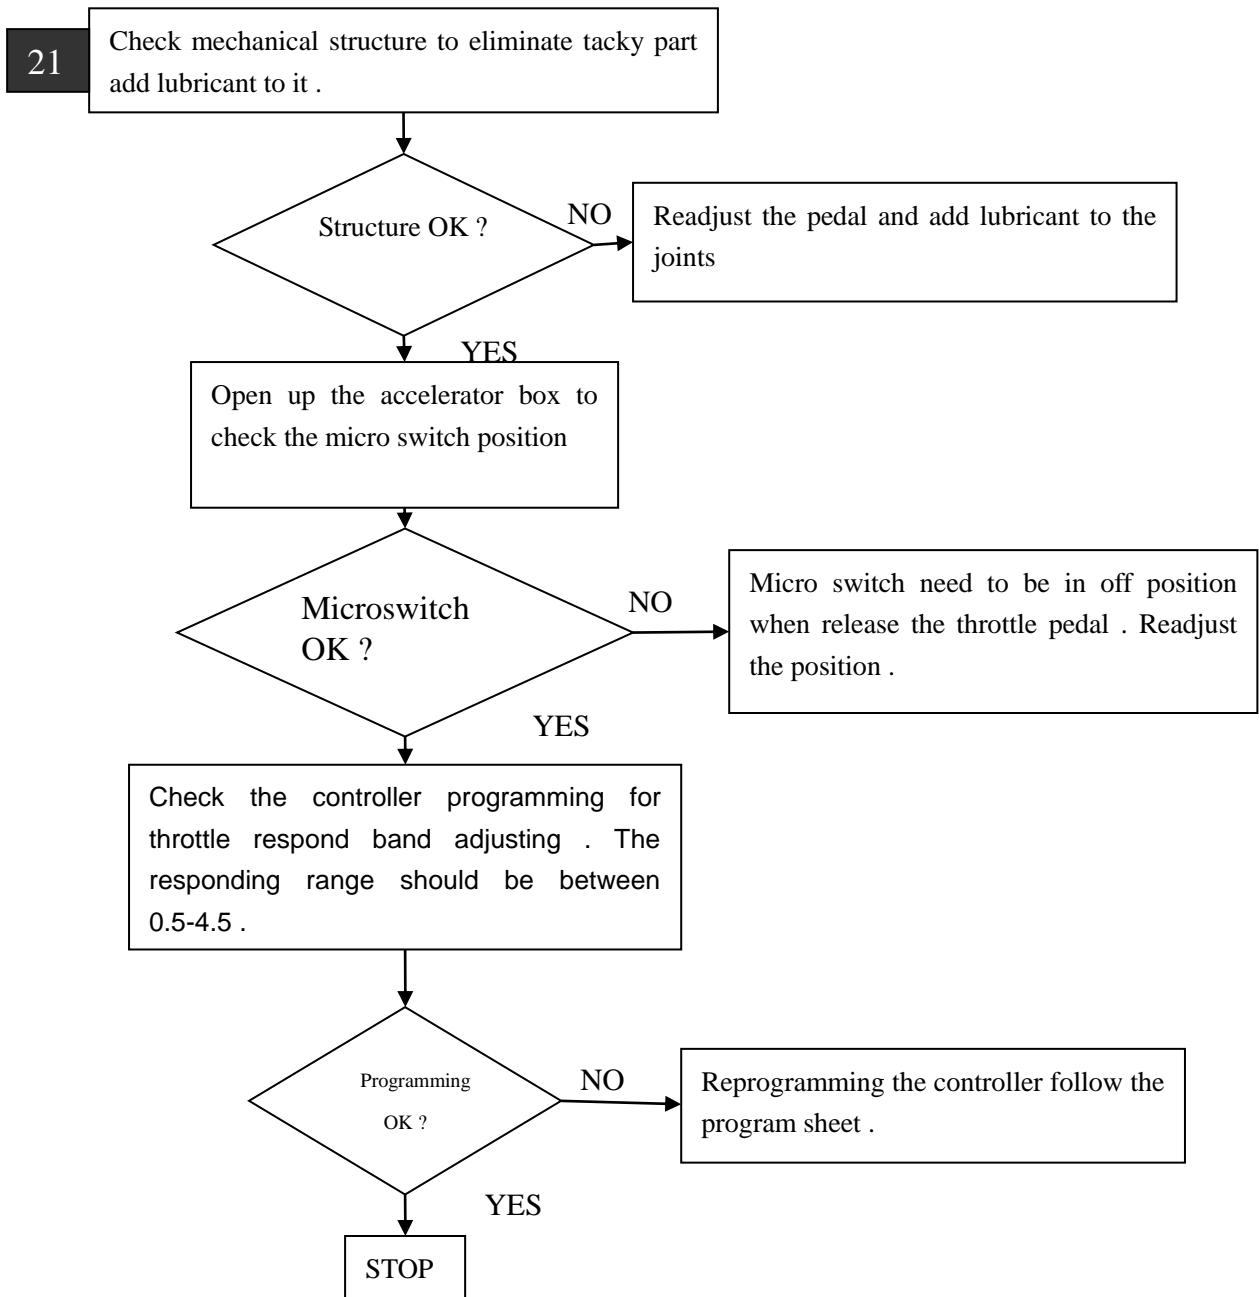 21
Check mechanical structure to eliminate tacky part
add lubricant to it .
Structure OK ?
NO
Readjust the pedal and add lubricant to the
joints
YES
Open up the accelerator box to
check the micro switch position
Microswitch
OK ?
NO
Micro switch need to be in off position
when release the throttle pedal . Readjust
the position .
YES
Check the controller programming for
throttle respond band adjusting . The
responding range should be between
0.5-4.5 .
Programming
OK ?
NO
Reprogramming the controller follow the
program sheet .
YES
STOP